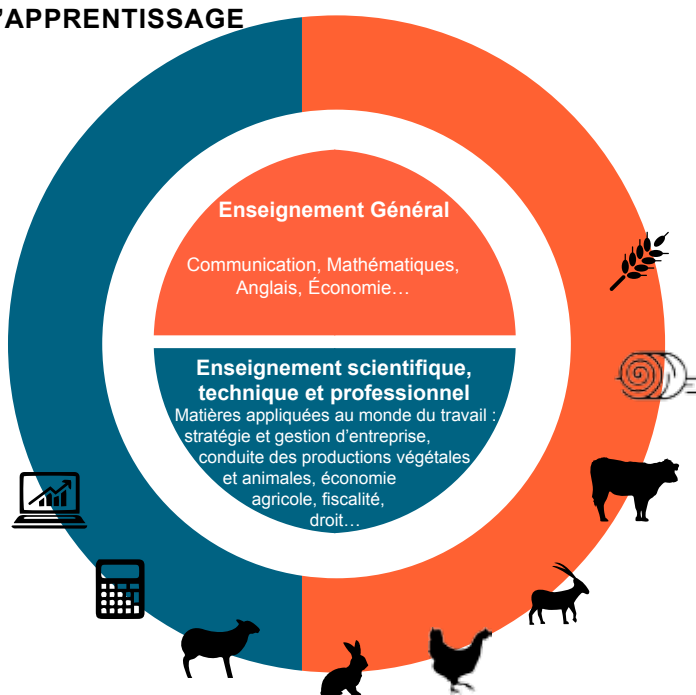 'APPRENTISSAGE
Enseignement Général
Communication, Mathématiques,
Anglais, Économie…
Enseignement scientifique,
technique et professionnel
Matières appliquées au monde du travail :
stratégie et gestion d’entreprise,
conduite des productions végétales
et animales, économie
agricole, fiscalité,
droit…